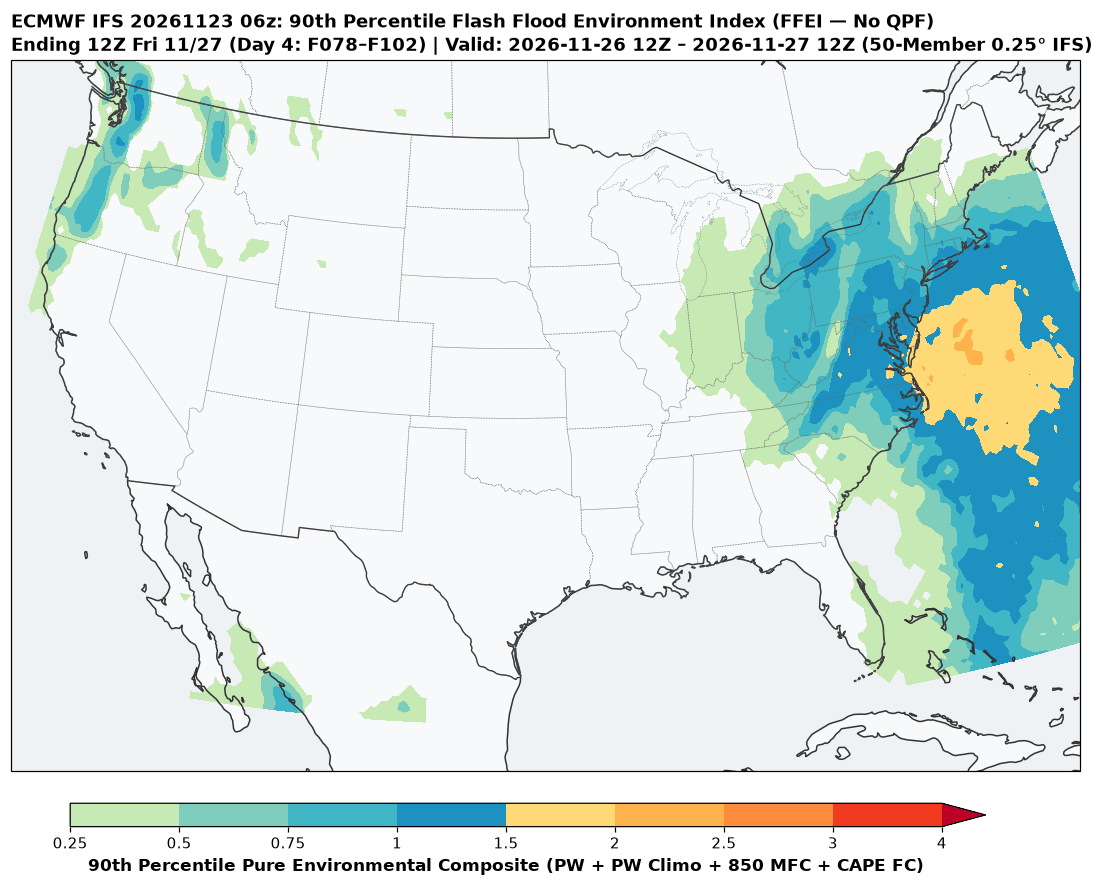 ECMWF IFS 20261123 06z: 90th Percentile Flash Flood Environment Index (FFEI — No QPF)
Ending 12Z Fri 11/27 (Day 4: F078–F102) | Valid: 2026-11-26 12Z – 2026-11-27 12Z (50-Member 0.25° IFS)
0.25 0.5 0.75 1 1.5 2 2.5 3 4
90th Percentile Pure Environmental Composite (PW + PW Climo + 850 MFC + CAPE FC)